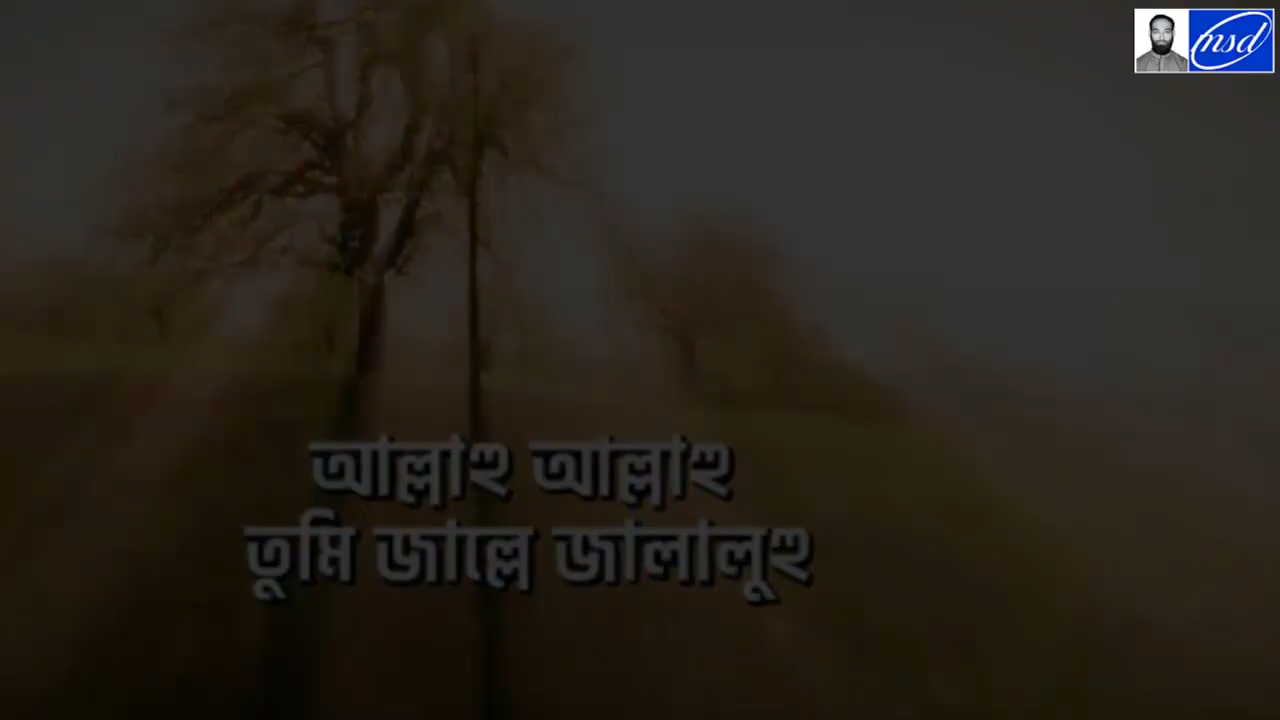 nsd
আল্লাহু আল্লাহু
তুমি জাল্লে জালালূহু